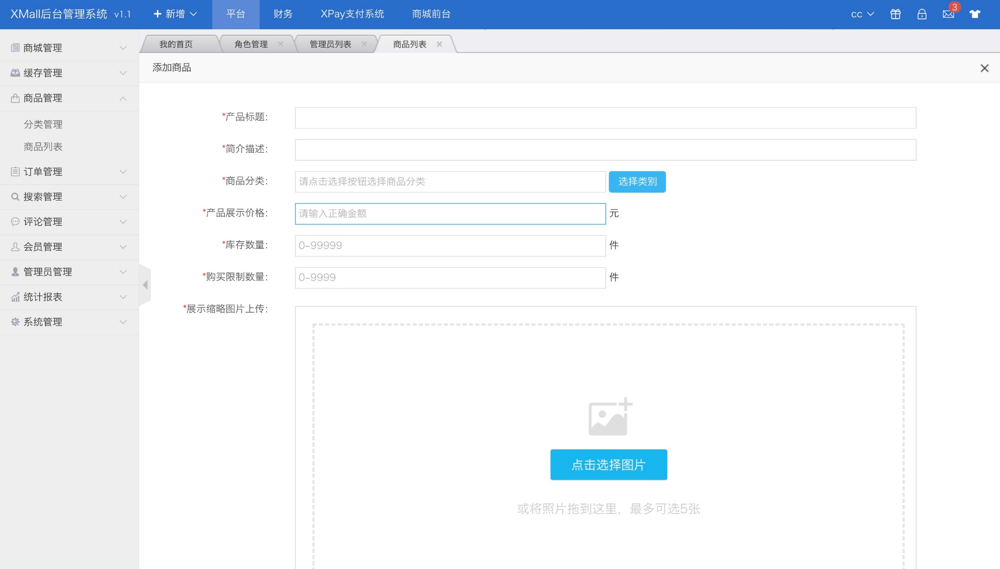 XMall后台管理系统 v1.1 新增 平台 财务 XPay支付系统 商城前台 cc 3
我的首页 角色管理 管理员列表 商品列表
商城管理
缓存管理
商品管理
分类管理
商品列表
订单管理
搜索管理
评论管理
会员管理
管理员管理
统计报表
系统管理
添加商品
*产品标题:
*简介描述:
*商品分类: 请点击选择按钮选择商品分类 选择类别
*产品展示价格: 请输入正确金额 元
*库存数量: 0~99999 件
*购买限制数量: 0~9999 件
*展示缩略图片上传:
点击选择图片
或将照片拖到这里，最多可选5张